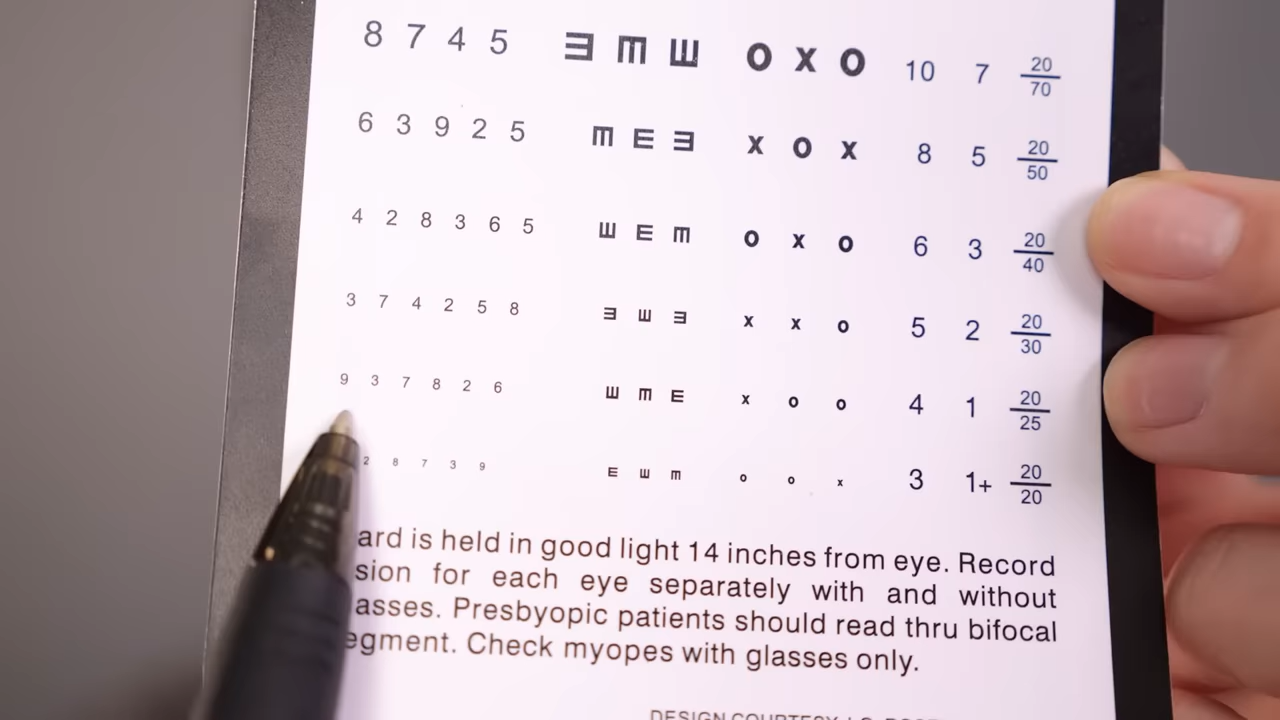 8 7 4 5 Ǝ m Ш O X O 10 7 20/70
6 3 9 2 5 m E Ǝ X O X 8 5 20/50
4 2 8 3 6 5 Ш E m O X O 6 3 20/40
3 7 4 2 5 8 Ǝ Ш Ǝ X X O 5 2 20/30
9 3 7 8 2 6 Ш m E X O O 4 1 20/25
2 8 7 3 9 E Ш m O O X 3 1+ 20/20
ard is held in good light 14 inches from eye. Record
sion for each eye separately with and without
asses. Presbyopic patients should read thru bifocal
egment. Check myopes with glasses only.
DESIGN COURTESY